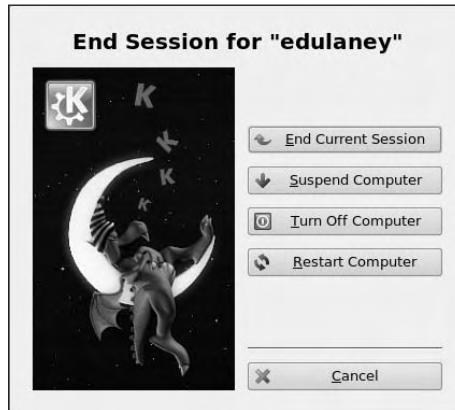 End Session for "edulaney"
K
K
K
K
K
End Current Session
Suspend Computer
Turn Off Computer
Restart Computer
Cancel